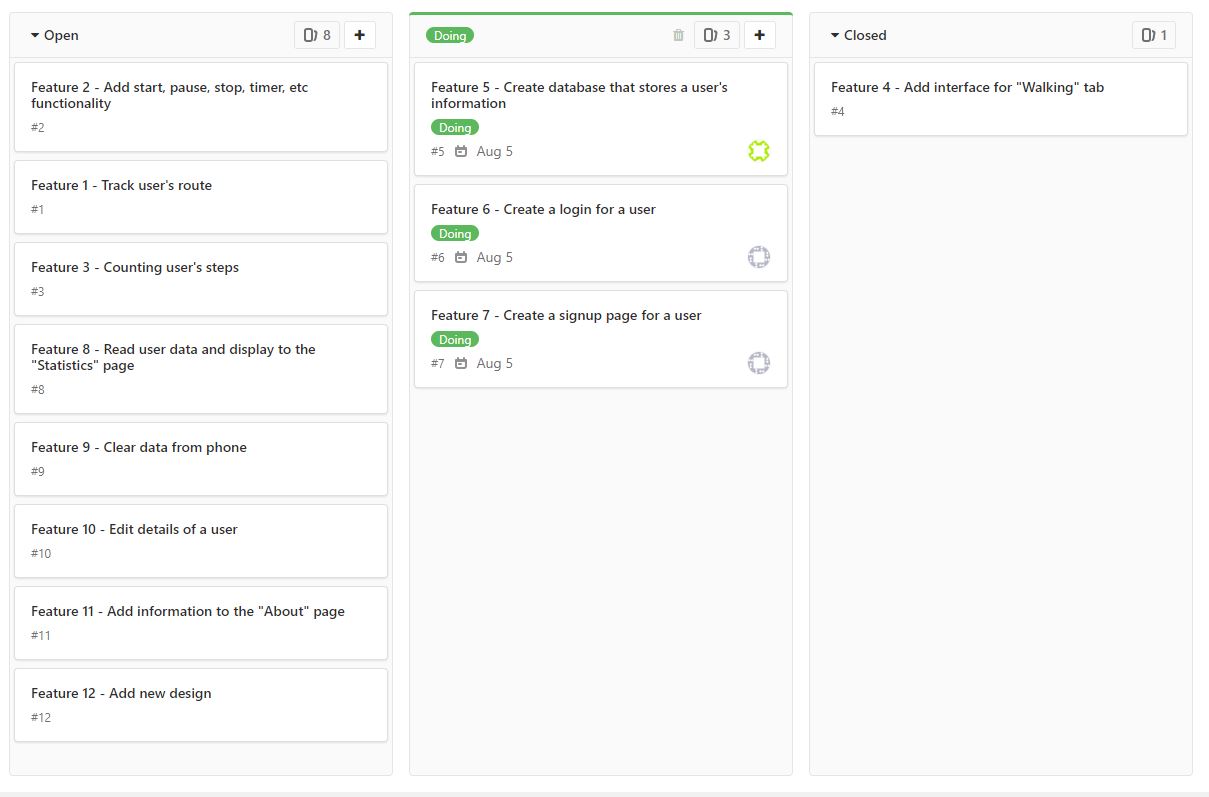 Open
8
Feature 2 - Add start, pause, stop, timer, etc
functionality
#2
Feature 1 - Track user's route
#1
Feature 3 - Counting user's steps
#3
Feature 8 - Read user data and display to the
"Statistics" page
#8
Feature 9 - Clear data from phone
#9
Feature 10 - Edit details of a user
#10
Feature 11 - Add information to the "About" page
#11
Feature 12 - Add new design
#12
Doing
3
Feature 5 - Create database that stores a user's
information
Doing
#5 Aug 5
Feature 6 - Create a login for a user
Doing
#6 Aug 5
Feature 7 - Create a signup page for a user
Doing
#7 Aug 5
Closed
1
Feature 4 - Add interface for "Walking" tab
#4